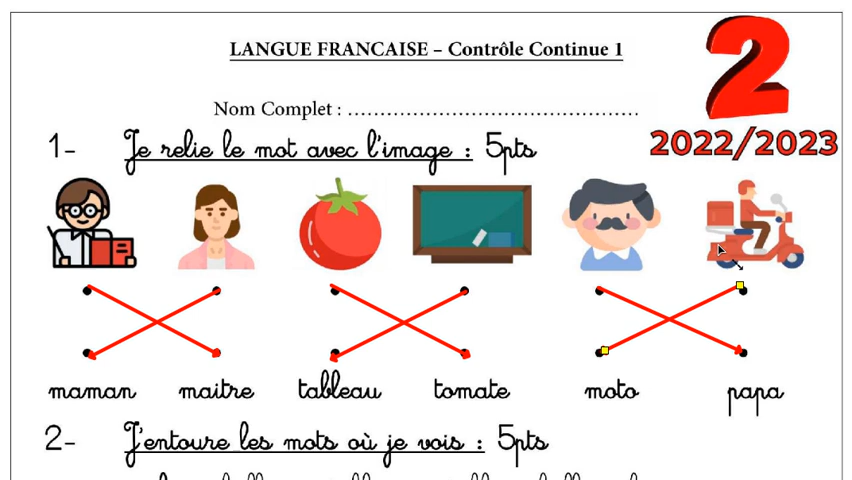 LANGUE FRANCAISE – Contrôle Continue 1
2
Nom Complet : ................................................
2022/2023
1- Je relie le mot avec l'image : 5pts
maman maitre tableau tomate moto papa
2- J'entoure les mots où je vois : 5pts